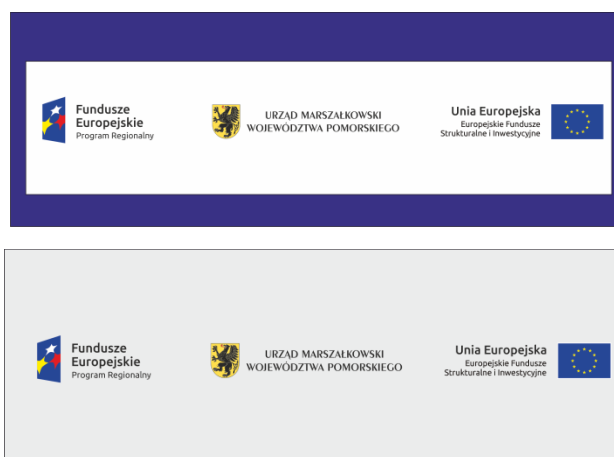 Fundusze
Europejskie
Program Regionalny
URZĄD MARSZAŁKOWSKI
WOJEWÓDZTWA POMORSKIEGO
Unia Europejska
Europejskie Fundusze
Strukturalne i Inwestycyjne
Fundusze
Europejskie
Program Regionalny
URZĄD MARSZAŁKOWSKI
WOJEWÓDZTWA POMORSKIEGO
Unia Europejska
Europejskie Fundusze
Strukturalne i Inwestycyjne